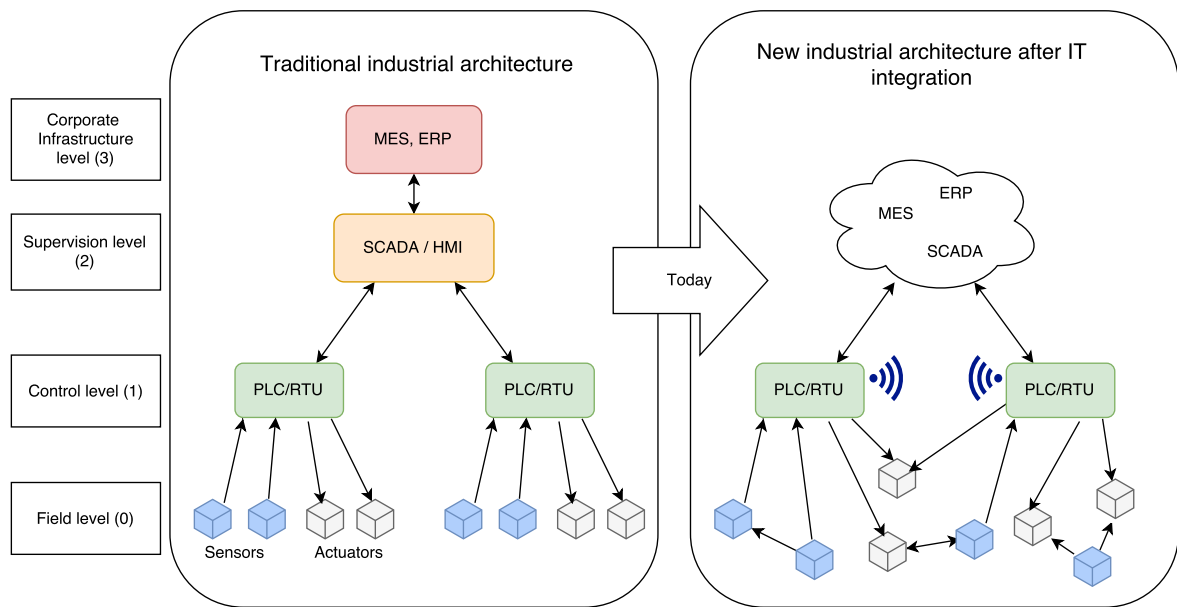 Traditional industrial architecture
New industrial architecture after IT
integration
Corporate
Infrastructure
level (3)
MES, ERP
ERP
MES
Supervision level
(2)
SCADA / HMI
SCADA
Today
Control level (1)
PLC/RTU
PLC/RTU
PLC/RTU
PLC/RTU
Field level (0)
Sensors
Actuators